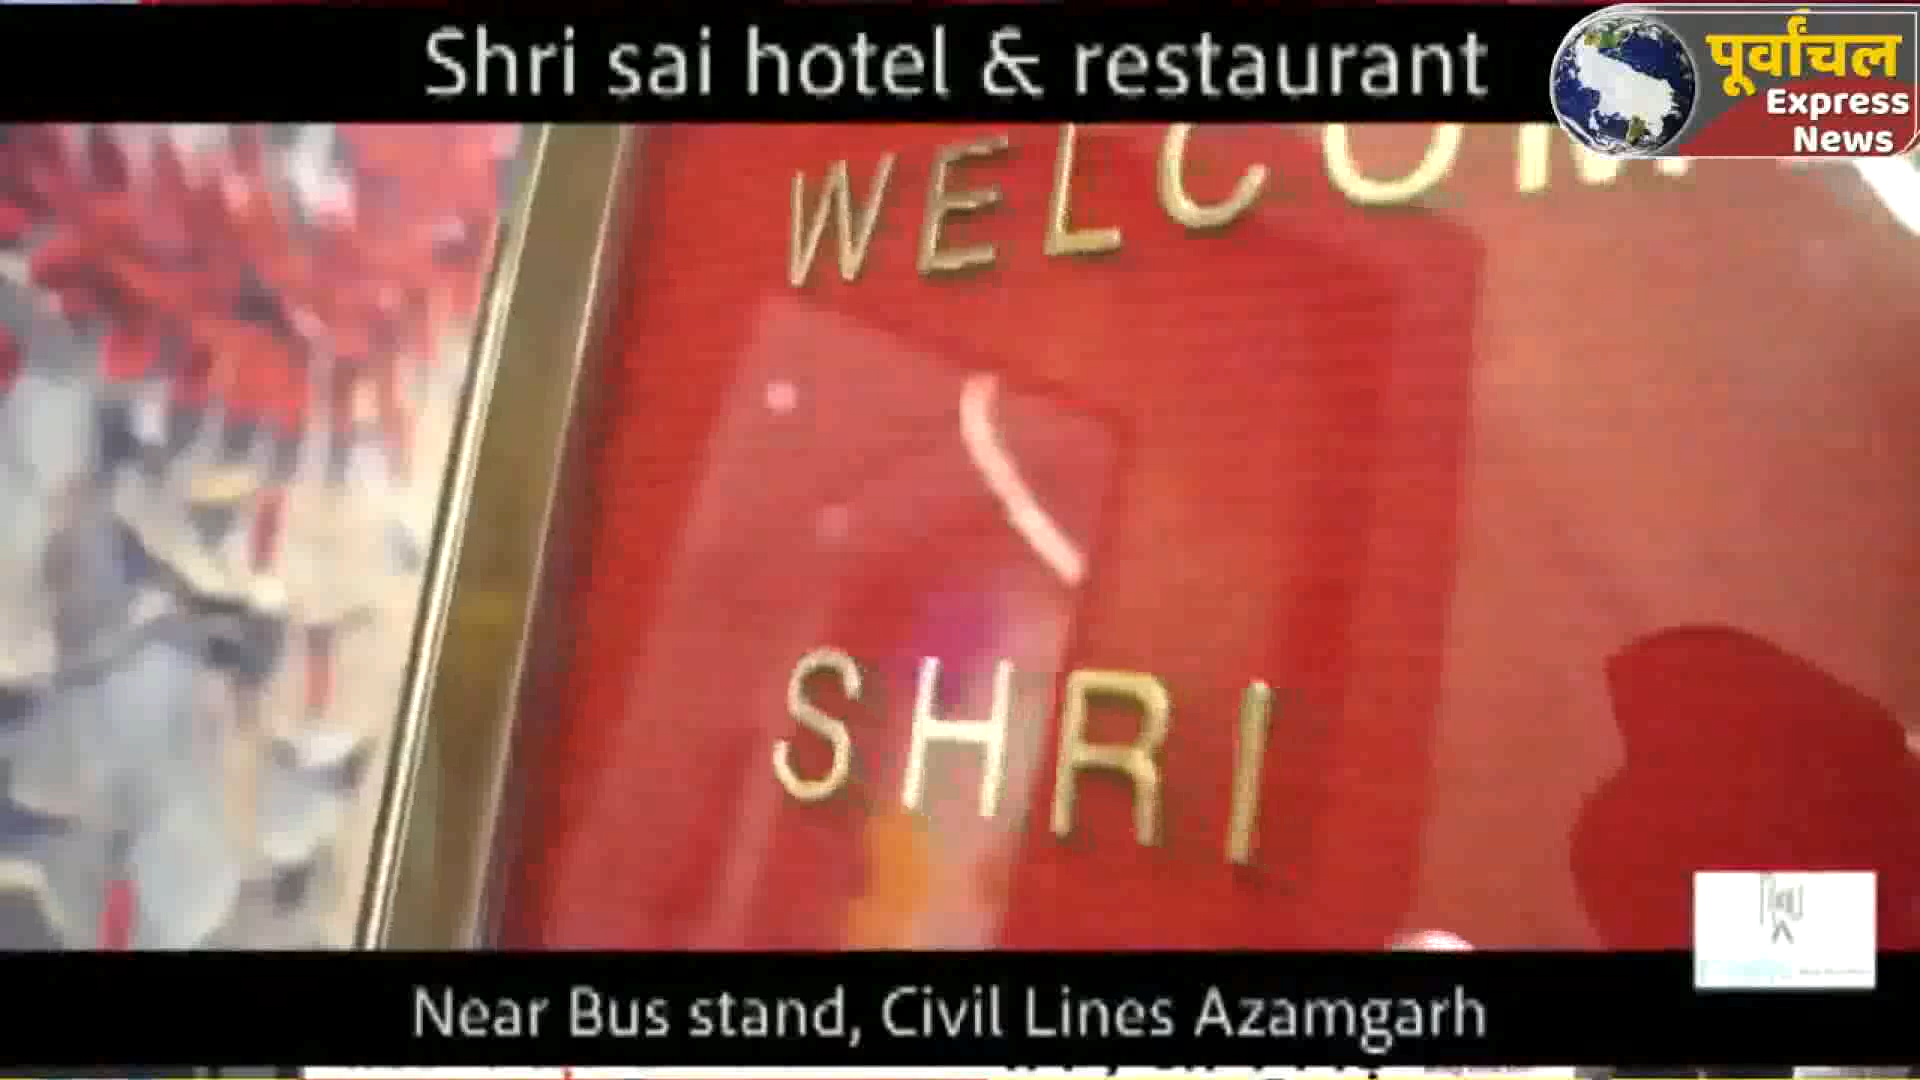 Shri sai hotel & restaurant
पूर्वांचल
Express
News
WELCOM
SHRI
Near Bus stand, Civil Lines Azamgarh